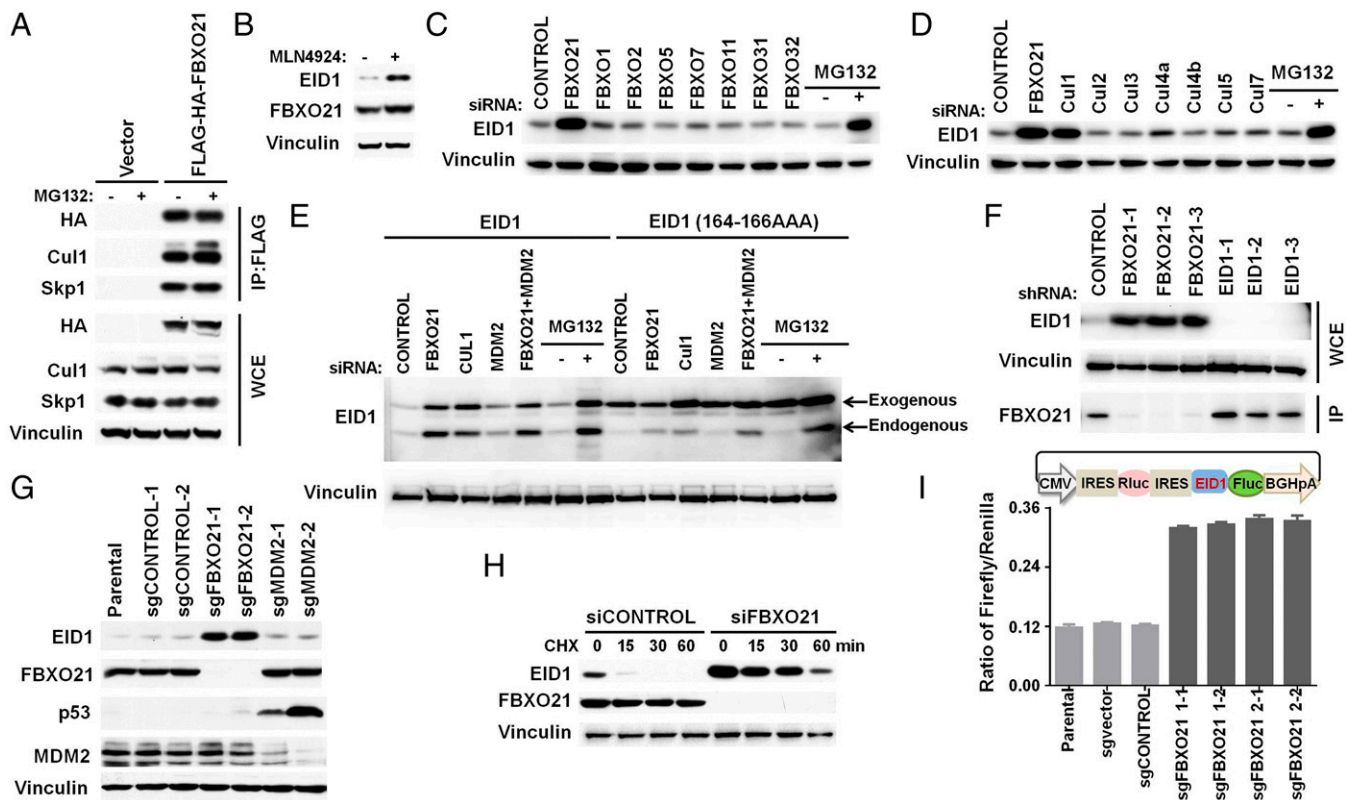 A
Vector
FLAG-HA-FBXO21
MG132: - + - +
HA
Cul1
Skp1
IP:FLAG
HA
Cul1
Skp1
Vinculin
WCE
B
MLN4924: - +
EID1
FBXO21
Vinculin
C
CONTROL
FBXO21
FBXO1
FBXO2
FBXO5
FBXO7
FBXO11
FBXO31
FBXO32
MG132
siRNA: - +
EID1
Vinculin
D
CONTROL
FBXO21
Cul1
Cul2
Cul3
Cul4a
Cul4b
Cul5
Cul7
MG132
siRNA: - +
EID1
Vinculin
E
EID1
EID1 (164-166AAA)
CONTROL
FBXO21
CUL1
MDM2
FBXO21+MDM2
MG132
- +
CONTROL
FBXO21
Cul1
MDM2
FBXO21+MDM2
MG132
- +
siRNA:
EID1
Exogenous
Endogenous
Vinculin
F
CONTROL
FBXO21-1
FBXO21-2
FBXO21-3
EID1-1
EID1-2
EID1-3
shRNA:
EID1
Vinculin
WCE
FBXO21
IP
G
Parental
sgCONTROL-1
sgCONTROL-2
sgFBXO21-1
sgFBXO21-2
sgMDM2-1
sgMDM2-2
EID1
FBXO21
p53
MDM2
Vinculin
H
siCONTROL siFBXO21
CHX 0 15 30 60 0 15 30 60 min
EID1
FBXO21
Vinculin
I
CMV IRES Rluc IRES EID1 Fluc BGHpA
Ratio of Firefly/Renilla
0.36
0.24
0.12
0.00
Parental
sgvector
sgCONTROL
sgFBXO21 1-1
sgFBXO21 1-2
sgFBXO21 2-1
sgFBXO21 2-2